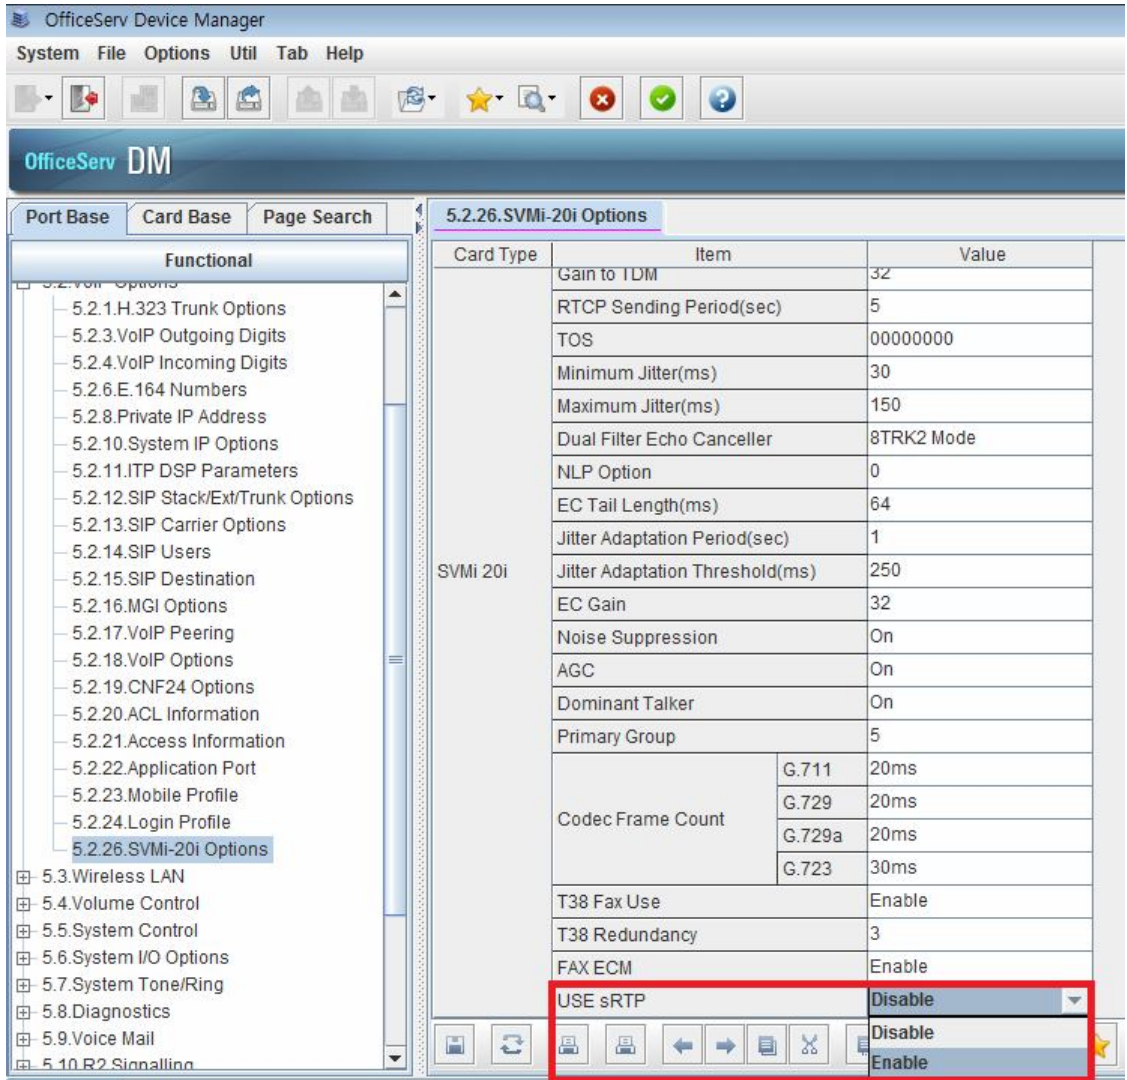 OfficeServ Device Manager
System File Options Util Tab Help
OfficeServ DM
Port Base Card Base Page Search
Functional
5.2.VoIP Options
5.2.1.H.323 Trunk Options
5.2.3.VoIP Outgoing Digits
5.2.4.VoIP Incoming Digits
5.2.6.E.164 Numbers
5.2.8.Private IP Address
5.2.10.System IP Options
5.2.11.ITP DSP Parameters
5.2.12.SIP Stack/Ext/Trunk Options
5.2.13.SIP Carrier Options
5.2.14.SIP Users
5.2.15.SIP Destination
5.2.16.MGI Options
5.2.17.VoIP Peering
5.2.18.VoIP Options
5.2.19.CNF24 Options
5.2.20.ACL Information
5.2.21.Access Information
5.2.22.Application Port
5.2.23.Mobile Profile
5.2.24.Login Profile
5.2.26.SVMi-20i Options
5.3.Wireless LAN
5.4.Volume Control
5.5.System Control
5.6.System I/O Options
5.7.System Tone/Ring
5.8.Diagnostics
5.9.Voice Mail
5.10.R2 Signalling
5.2.26.SVMi-20i Options
Card Type Item Value
Gain to TDM 32
RTCP Sending Period(sec) 5
TOS 00000000
Minimum Jitter(ms) 30
Maximum Jitter(ms) 150
Dual Filter Echo Canceller 8TRK2 Mode
NLP Option 0
EC Tail Length(ms) 64
Jitter Adaptation Period(sec) 1
SVMi 20i Jitter Adaptation Threshold(ms) 250
EC Gain 32
Noise Suppression On
AGC On
Dominant Talker On
Primary Group 5
Codec Frame Count
G.711 20ms
G.729 20ms
G.729a 20ms
G.723 30ms
T38 Fax Use Enable
T38 Redundancy 3
FAX ECM Enable
USE sRTP Disable
Disable
Enable